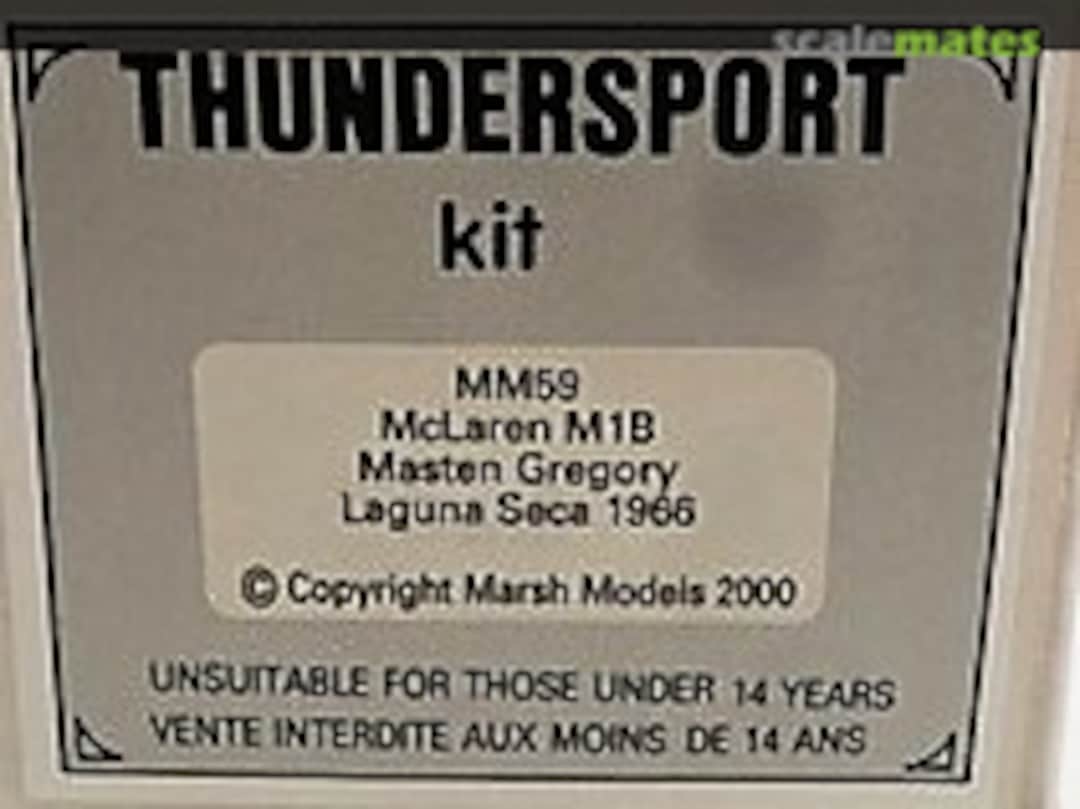 scalemates
THUNDERSPORT
kit
MM59
McLaren M1B
Masten Gregory
Laguna Seca 1966
© Copyright Marsh Models 2000
UNSUITABLE FOR THOSE UNDER 14 YEARS
VENTE INTERDITE AUX MOINS DE 14 ANS